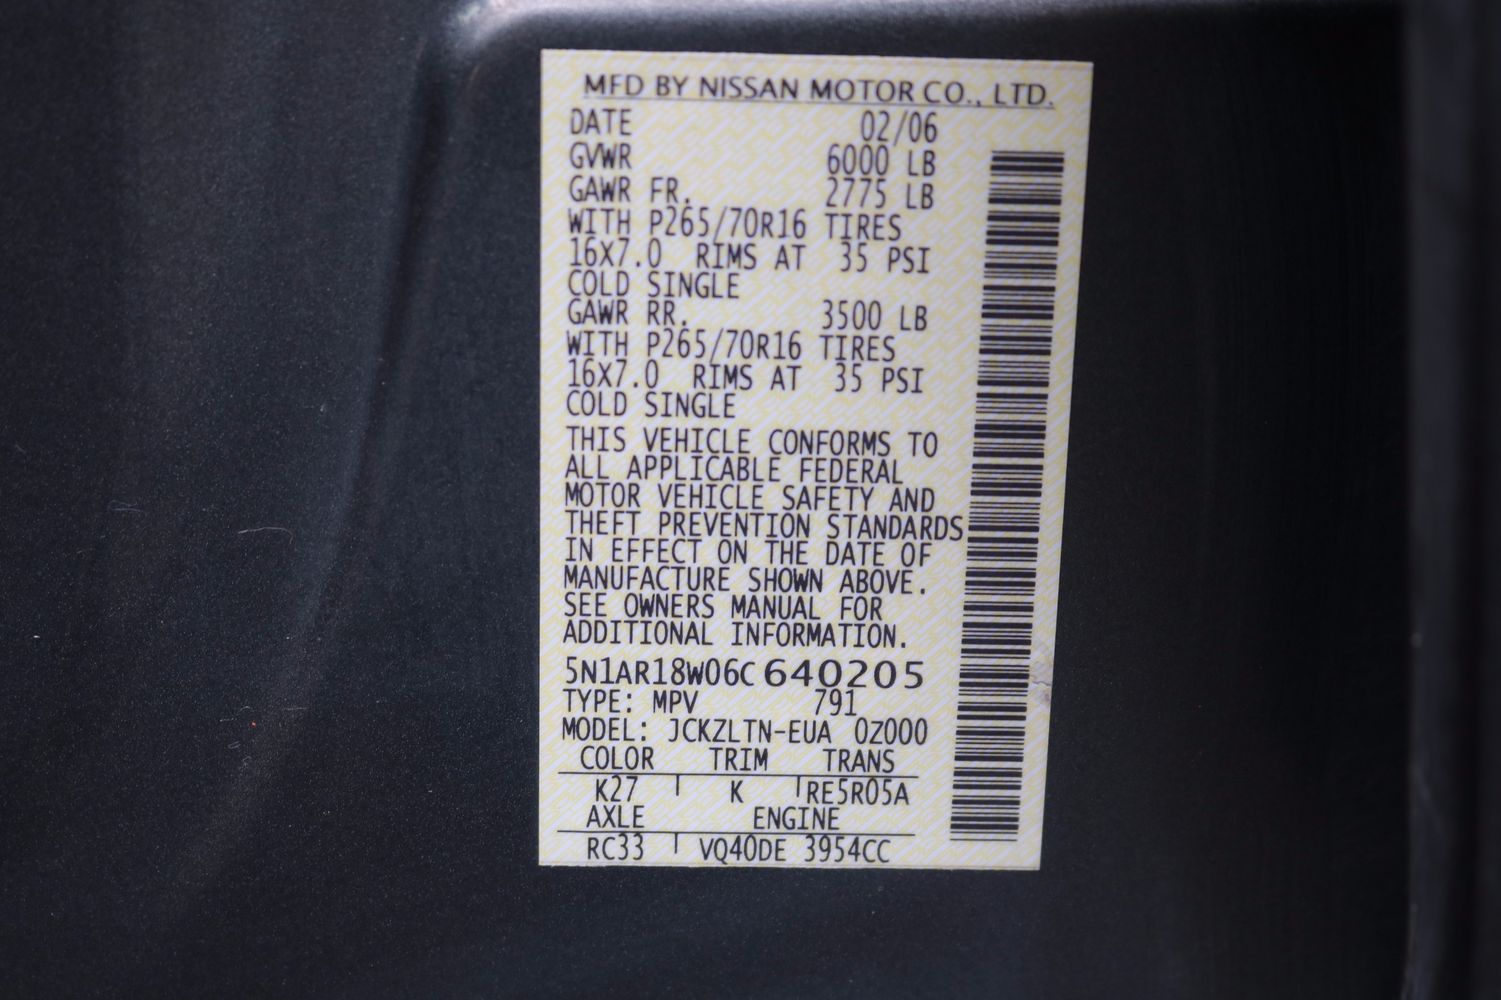 MFD BY NISSAN MOTOR CO., LTD.
DATE 02/06
GVWR 6000 LB
GAWR FR. 2775 LB
WITH P265/70R16 TIRES
16X7.0 RIMS AT 35 PSI
COLD SINGLE
GAWR RR. 3500 LB
WITH P265/70R16 TIRES
16X7.0 RIMS AT 35 PSI
COLD SINGLE
THIS VEHICLE CONFORMS TO
ALL APPLICABLE FEDERAL
MOTOR VEHICLE SAFETY AND
THEFT PREVENTION STANDARDS
IN EFFECT ON THE DATE OF
MANUFACTURE SHOWN ABOVE.
SEE OWNERS MANUAL FOR
ADDITIONAL INFORMATION.
5N1AR18W06C640205
TYPE: MPV 791
MODEL: JCKZLTN-EUA 0Z000
COLOR TRIM TRANS
K27 K RE5R05A
AXLE ENGINE
RC33 VQ40DE 3954CC